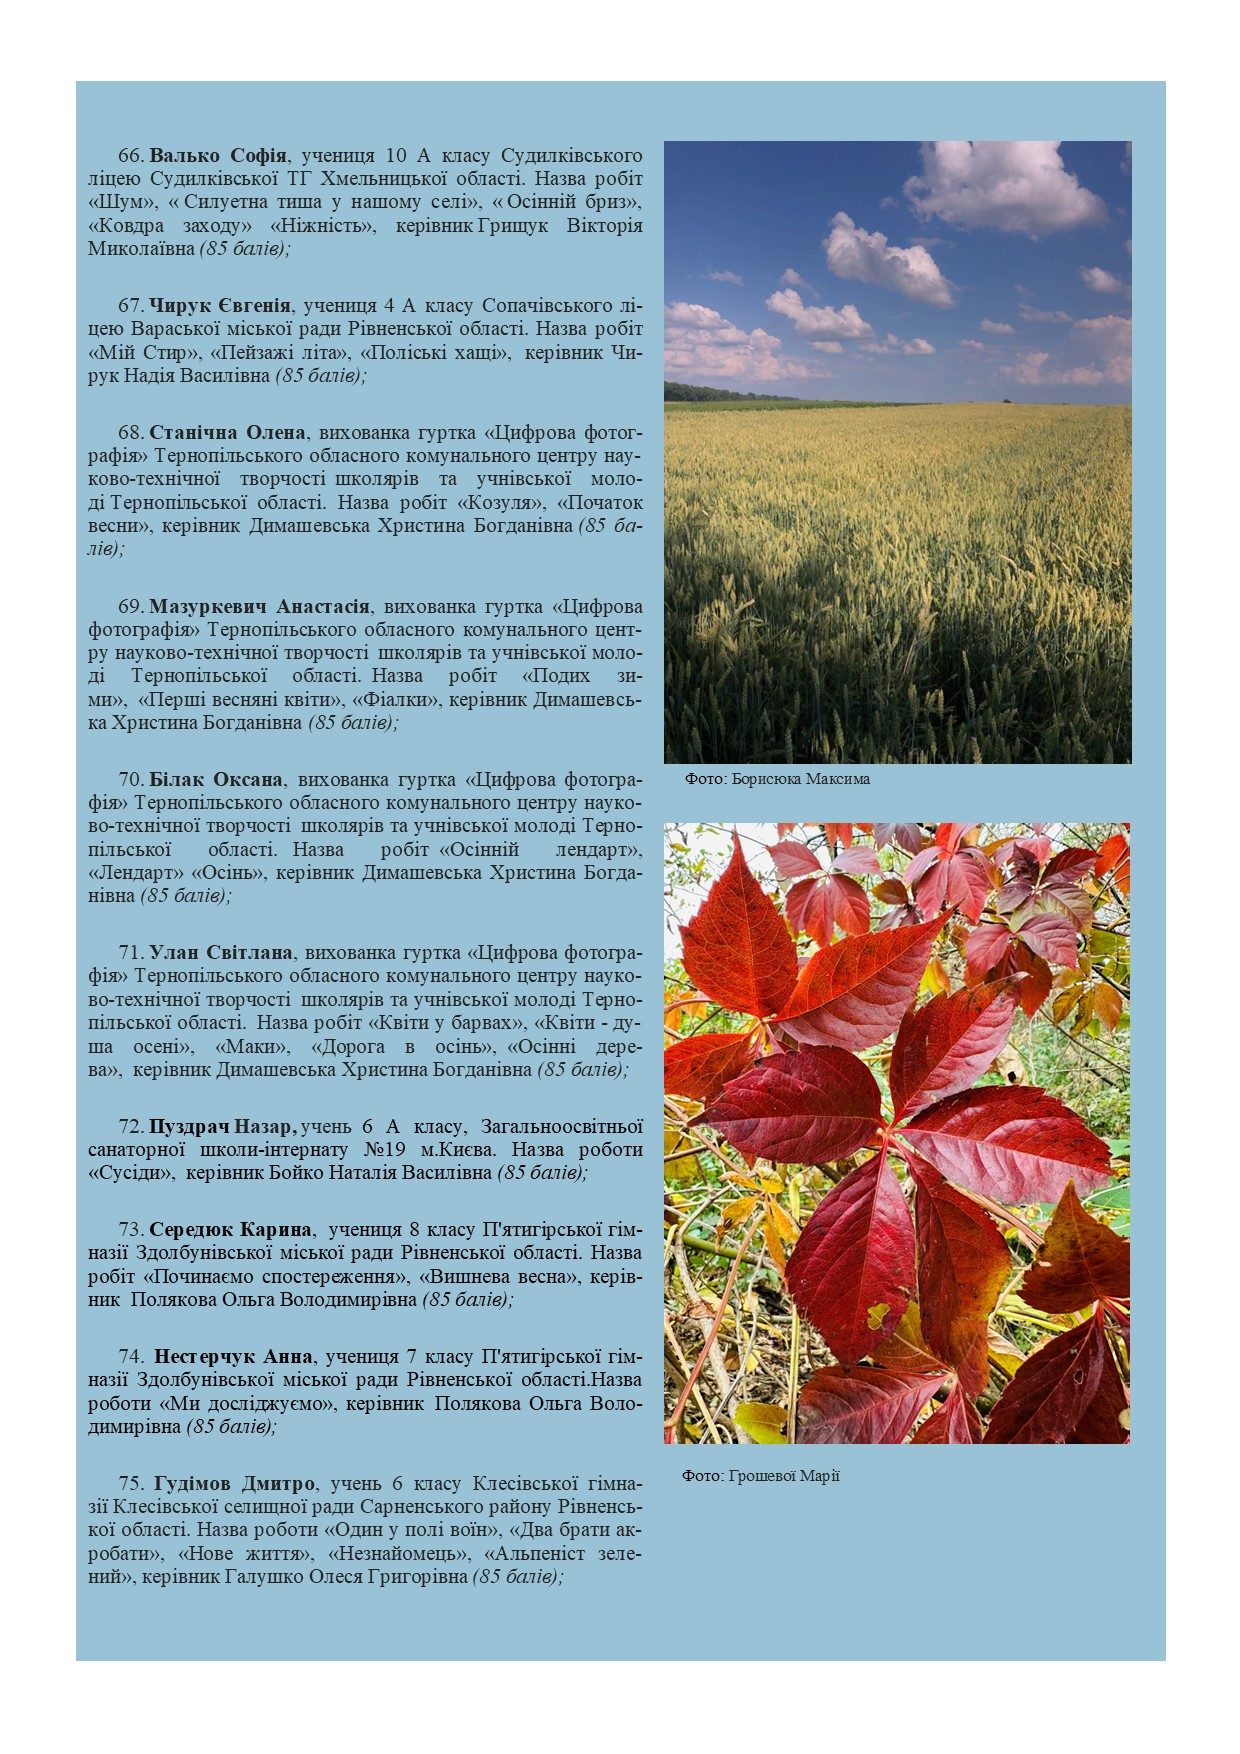 66. Валько Софія, учениця 10 А класу Судилківського
ліцею Судилківської ТГ Хмельницької області. Назва робіт
«Шум», « Силуетна тиша у нашому селі», « Осінній бриз»,
«Ковдра заходу» «Ніжність», керівник Грищук Вікторія
Миколаївна (85 балів);
67. Чирук Євгенія, учениця 4 А класу Сопачівського лі-
цею Вараської міської ради Рівненської області. Назва робіт
«Мій Стир», «Пейзажі літа», «Поліські хащі», керівник Чи-
рук Надія Василівна (85 балів);
68. Станічна Олена, вихованка гуртка «Цифрова фотог-
рафія» Тернопільського обласного комунального центру нау-
ково-технічної творчості школярів та учнівської моло-
ді Тернопільської області. Назва робіт «Козуля», «Початок
весни», керівник Димашевська Христина Богданівна (85 ба-
лів);
69. Мазуркевич Анастасія, вихованка гуртка «Цифрова
фотографія» Тернопільського обласного комунального цент-
ру науково-технічної творчості школярів та учнівської моло-
ді Тернопільської області. Назва робіт «Подих зи-
ми», «Перші весняні квіти», «Фіалки», керівник Димашевсь-
ка Христина Богданівна (85 балів);
70. Білак Оксана, вихованка гуртка «Цифрова фотогра-
фія» Тернопільського обласного комунального центру науко-
во-технічної творчості школярів та учнівської молоді Терно-
пільської області. Назва робіт «Осінній лендарт»,
«Лендарт» «Осінь», керівник Димашевська Христина Богда-
нівна (85 балів);
71. Улан Світлана, вихованка гуртка «Цифрова фотогра-
фія» Тернопільського обласного комунального центру науко-
во-технічної творчості школярів та учнівської молоді Терно-
пільської області. Назва робіт «Квіти у барвах», «Квіти - ду-
ша осені», «Маки», «Дорога в осінь», «Осінні дере-
ва», керівник Димашевська Христина Богданівна (85 балів);
72. Пуздрач Назар, учень 6 А класу, Загальноосвітньої
санаторної школи-інтернату №19 м.Києва. Назва роботи
«Сусіди», керівник Бойко Наталія Василівна (85 балів);
73. Середюк Карина, учениця 8 класу П'ятигірської гім-
назії Здолбунівської міської ради Рівненської області. Назва
робіт «Починаємо спостереження», «Вишнева весна», керів-
ник Полякова Ольга Володимирівна (85 балів);
74. Нестерчук Анна, учениця 7 класу П'ятигірської гім-
назії Здолбунівської міської ради Рівненської області.Назва
роботи «Ми досліджуємо», керівник Полякова Ольга Воло-
димирівна (85 балів);
75. Гудімов Дмитро, учень 6 класу Клесівської гімна-
зії Клесівської селищної ради Сарненського району Рівненсь-
кої області. Назва роботи «Один у полі воїн», «Два брати ак-
робати», «Нове життя», «Незнайомець», «Альпеніст зеле-
ний», керівник Галушко Олеся Григорівна (85 балів);
Фото: Борисюка Максима
Фото: Грошевої Марії